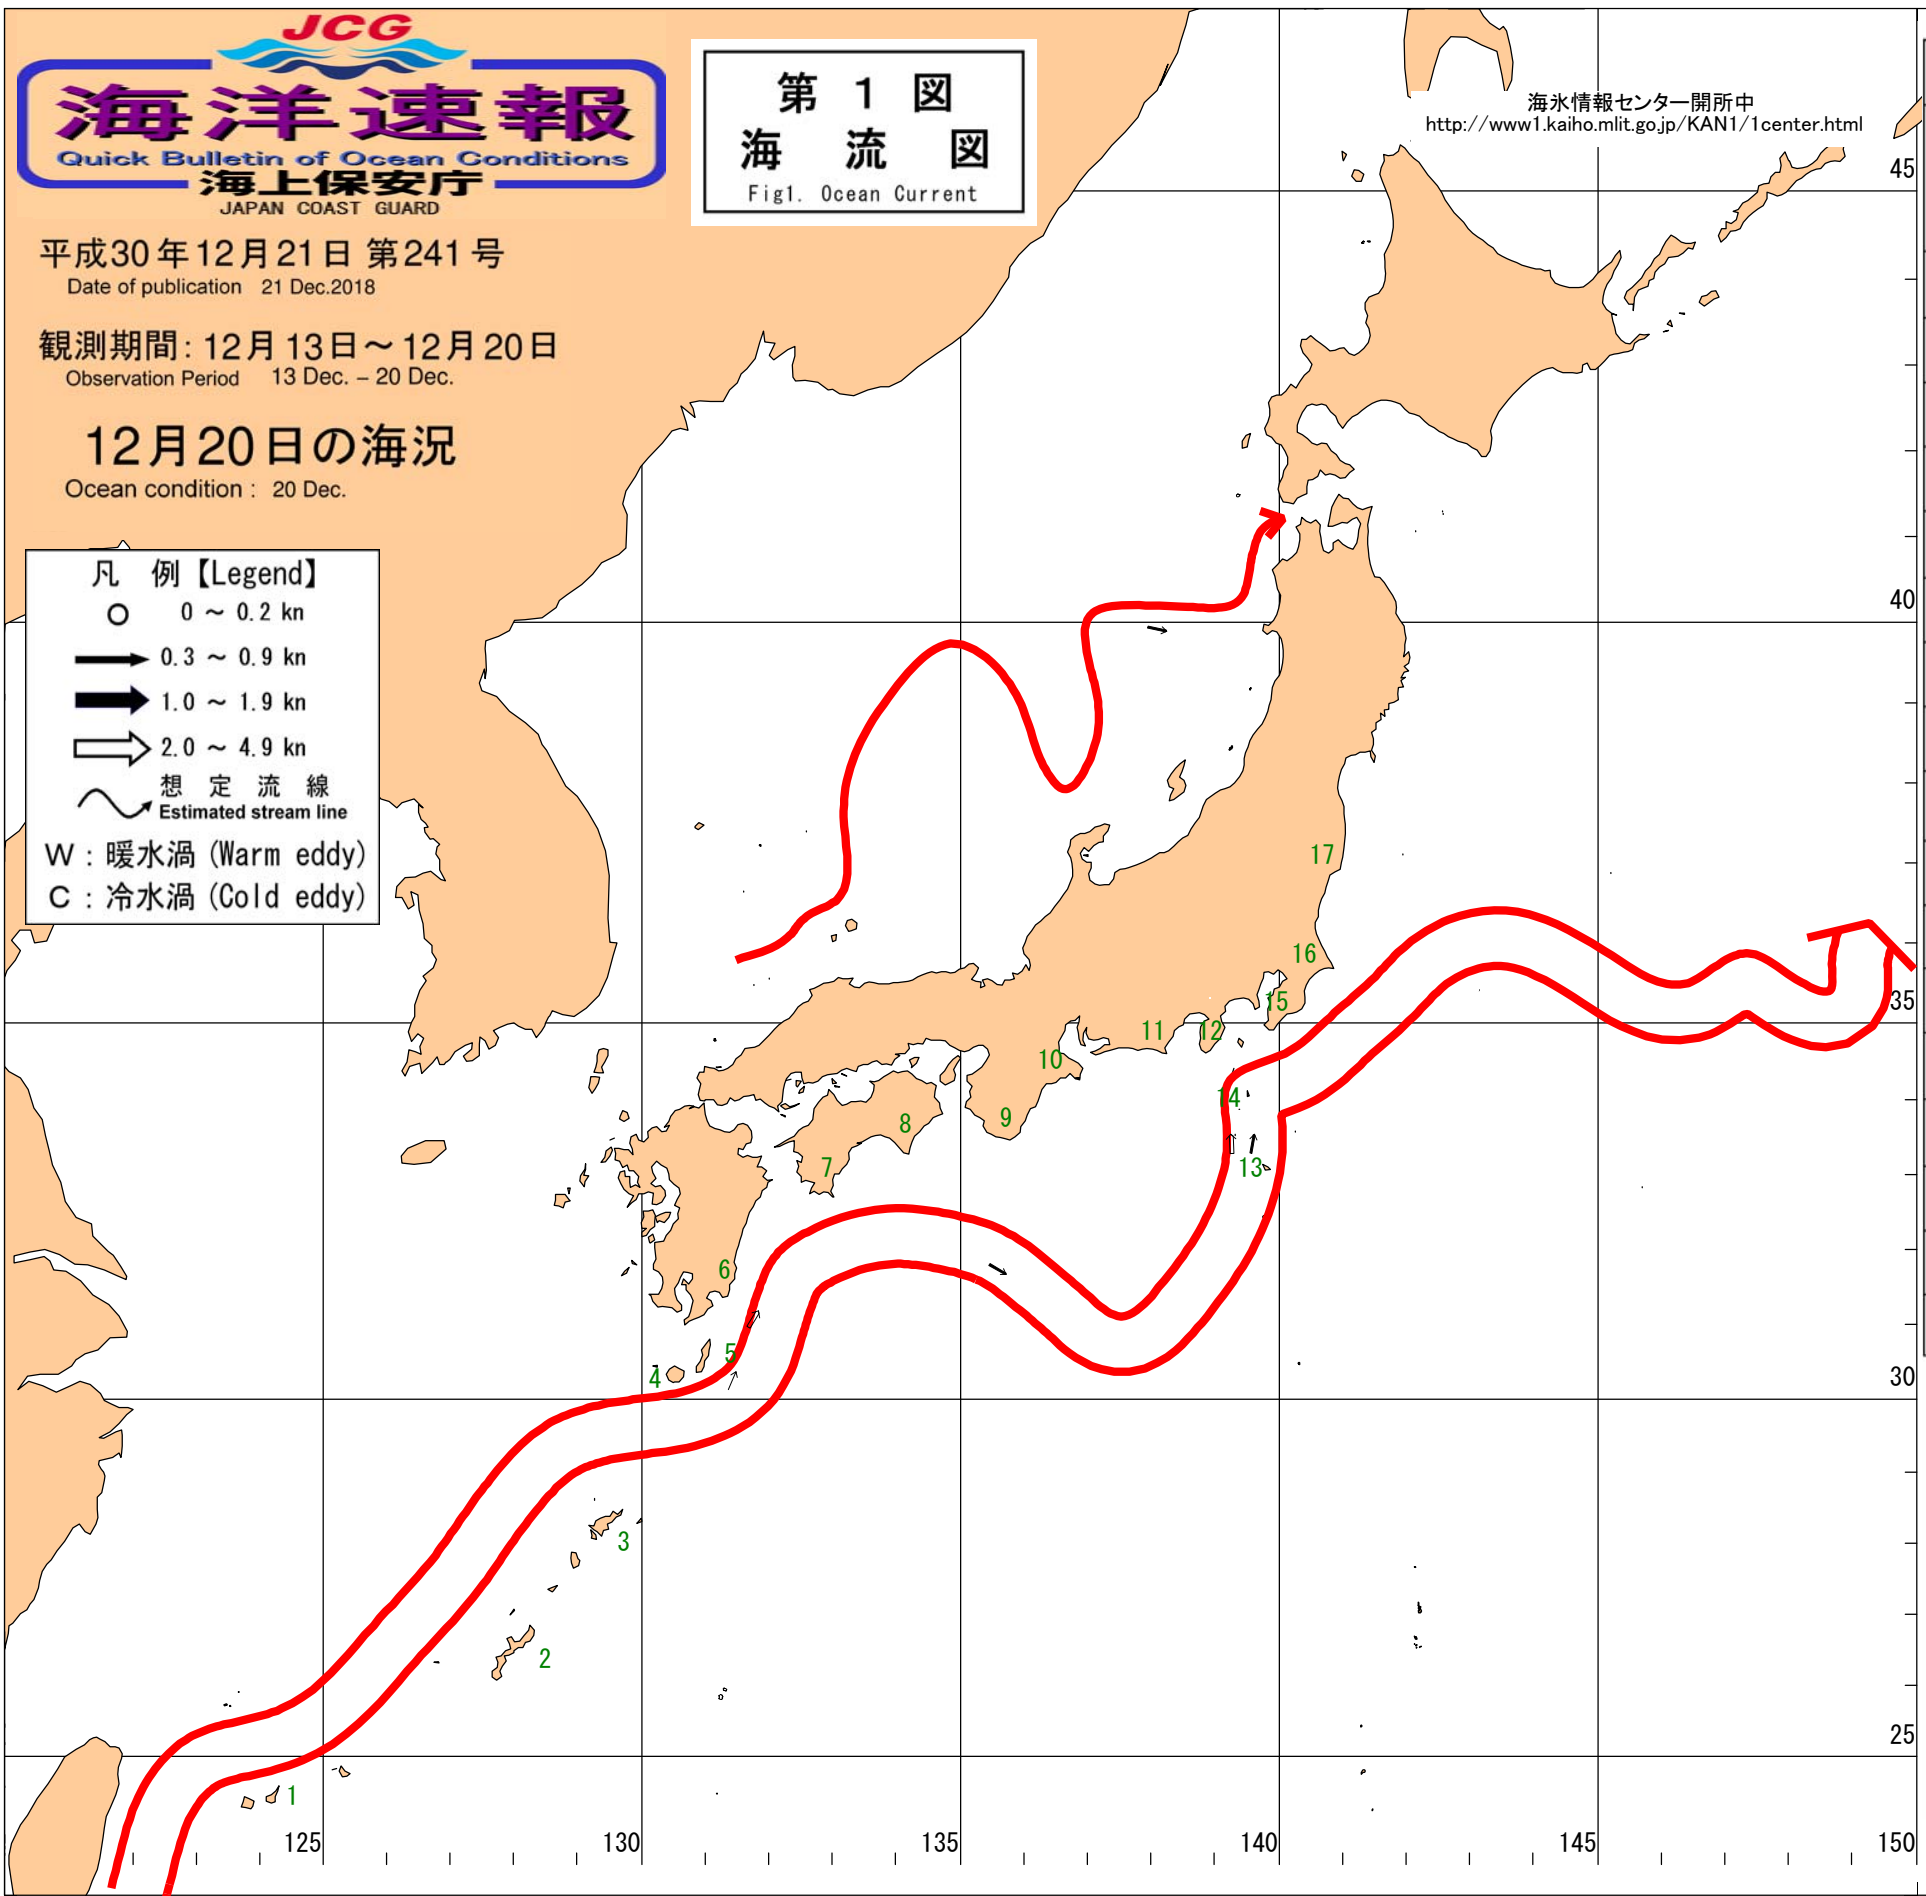 JCG
海洋速報
Quick Bulletin of Ocean Conditions
海上保安庁
JAPAN COAST GUARD
第 1 図
海 流 図
Fig1. Ocean Current
海氷情報センター開所中
http://www1.kaiho.mlit.go.jp/KAN1/1center.html
平成30年12月21日 第241号
Date of publication 21 Dec.2018
観測期間: 12月13日～12月20日
Observation Period 13 Dec. – 20 Dec.
12月20日の海況
Ocean condition : 20 Dec.
凡 例【Legend】
0 ～ 0.2 kn
0.3 ～ 0.9 kn
1.0 ～ 1.9 kn
2.0 ～ 4.9 kn
想 定 流 線
Estimated stream line
W : 暖水渦 (Warm eddy)
C : 冷水渦 (Cold eddy)
45
40
35
30
25
17
16
15
14
13
12
11
10
9
8
7
6
5
4
3
2
1
125
130
135
140
145
150